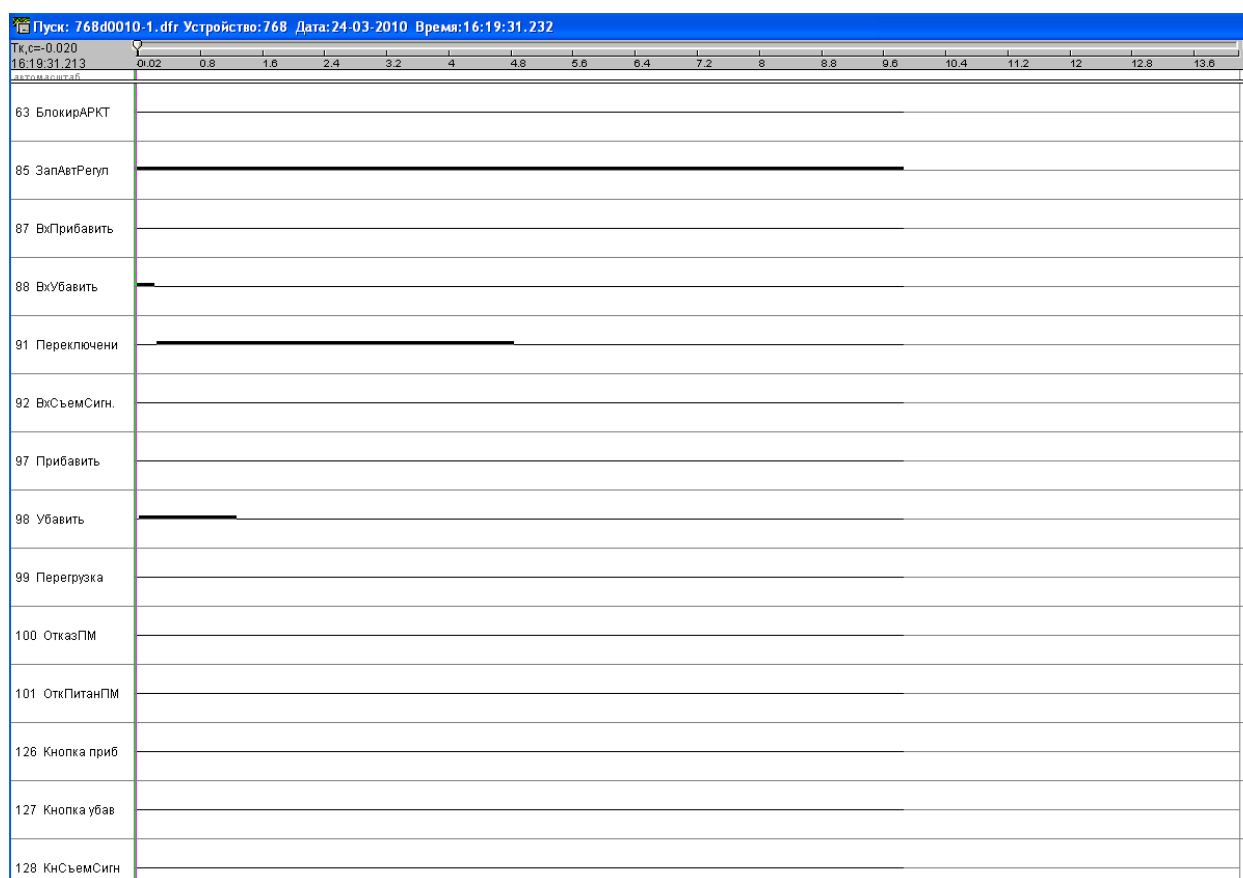 Пуск: 768d0010-1.dfr Устройство:768 Дата:24-03-2010 Время:16:19:31.232
Тк,с=-0.020
16:19:31.213 0.02 0.8 1.6 2.4 3.2 4 4.8 5.6 6.4 7.2 8 8.8 9.6 10.4 11.2 12 12.8 13.6
автомасштаб
63 БлокирАРКТ
85 ЗапАвтРегул
87 ВхПрибавить
88 ВхУбавить
91 Переключени
92 ВхСъемСигн.
97 Прибавить
98 Убавить
99 Перегрузка
100 ОтказПМ
101 ОткПитанПМ
126 Кнопка приб
127 Кнопка убав
128 КнСъемСигн